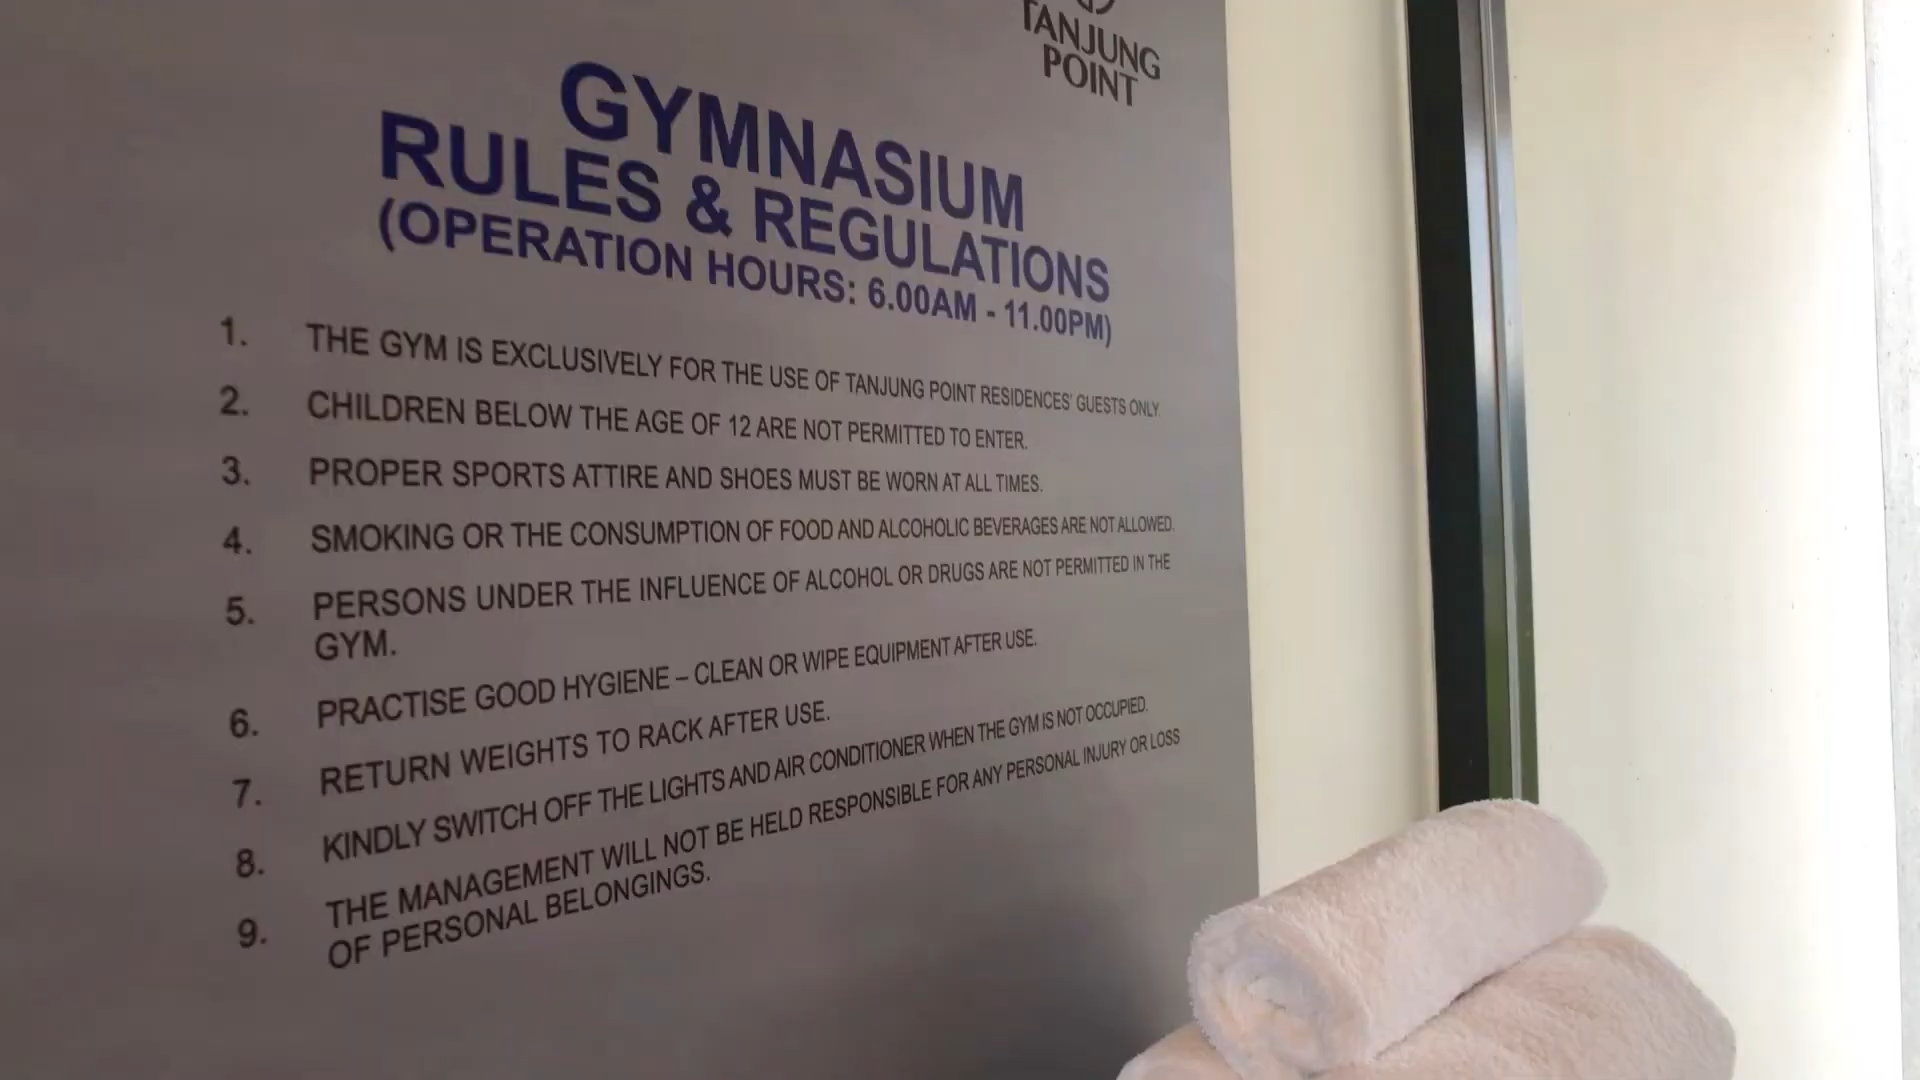 TANJUNG
POINT
GYMNASIUM
RULES & REGULATIONS
(OPERATION HOURS: 6.00AM - 11.00PM)
1. THE GYM IS EXCLUSIVELY FOR THE USE OF TANJUNG POINT RESIDENCES' GUESTS ONLY.
2. CHILDREN BELOW THE AGE OF 12 ARE NOT PERMITTED TO ENTER.
3. PROPER SPORTS ATTIRE AND SHOES MUST BE WORN AT ALL TIMES.
4. SMOKING OR THE CONSUMPTION OF FOOD AND ALCOHOLIC BEVERAGES ARE NOT ALLOWED.
5. PERSONS UNDER THE INFLUENCE OF ALCOHOL OR DRUGS ARE NOT PERMITTED IN THE
GYM.
6. PRACTISE GOOD HYGIENE – CLEAN OR WIPE EQUIPMENT AFTER USE.
7. RETURN WEIGHTS TO RACK AFTER USE.
8. KINDLY SWITCH OFF THE LIGHTS AND AIR CONDITIONER WHEN THE GYM IS NOT OCCUPIED.
9. THE MANAGEMENT WILL NOT BE HELD RESPONSIBLE FOR ANY PERSONAL INJURY OR LOSS
OF PERSONAL BELONGINGS.